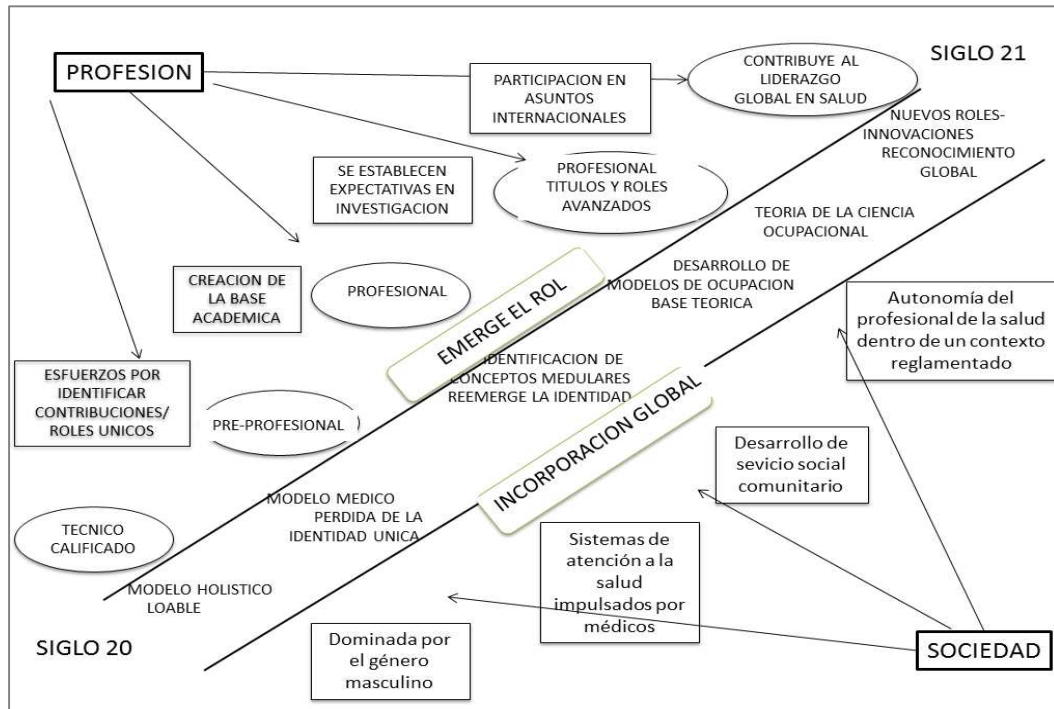 SIGLO 21
PROFESION
PARTICIPACION EN
ASUNTOS
INTERNACIONALES
CONTRIBUYE AL
LIDERAZGO
GLOBAL EN SALUD
NUEVOS ROLES-
INNOVACIONES
RECONOCIMIENTO
GLOBAL
SE ESTABLECEN
EXPECTATIVAS EN
INVESTIGACION
PROFESIONAL
TITULOS Y ROLES
AVANZADOS
TEORIA DE LA CIENCIA
OCUPACIONAL
CREACION DE
LA BASE
ACADEMICA
PROFESIONAL
EMERGE EL ROL
DESARROLLO DE
MODELOS DE OCUPACION
BASE TEORICA
Autonomía del
profesional de la salud
dentro de un contexto
reglamentado
ESFUERZOS POR
IDENTIFICAR
CONTRIBUCIONES/
ROLES UNICOS
PRE-PROFESIONAL
IDENTIFICACION DE
CONCEPTOS MEDULARES
REEMERGE LA IDENTIDAD
INCORPORACION GLOBAL
Desarrollo de
sevicio social
comunitario
TECNICO
CALIFICADO
MODELO MEDICO
PERDIDA DE LA
IDENTIDAD UNICA
Sistemas de
atención a la
salud
impulsados por
médicos
MODELO HOLISTICO
LOABLE
SIGLO 20
Dominada por
el género
masculino
SOCIEDAD